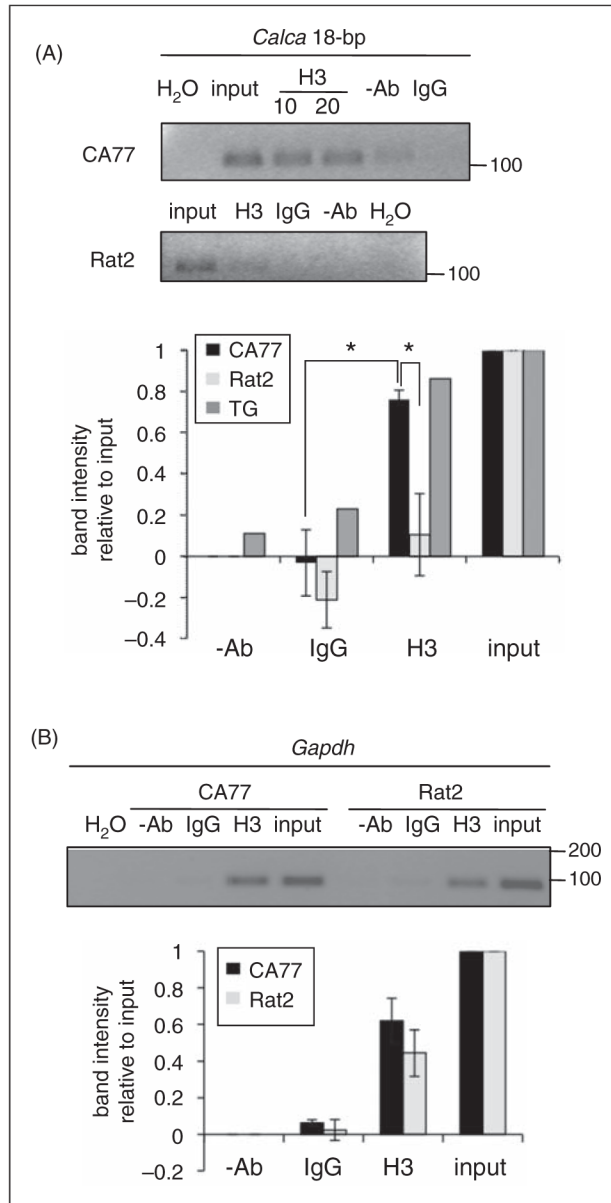 (A)
Calca 18-bp
H3
H₂O input -Ab IgG
10 20
CA77
100
input H3 IgG -Ab H₂O
Rat2
100
1
0.8
0.6
0.4
0.2
0
−0.2
−0.4
band intensity
relative to input
CA77
Rat2
TG
* *
-Ab IgG H3 input
(B)
Gapdh
CA77 Rat2
H₂O -Ab IgG H3 input -Ab IgG H3 input
200
100
1
0.8
0.6
0.4
0.2
0
−0.2
band intensity
relative to input
CA77
Rat2
-Ab IgG H3 input